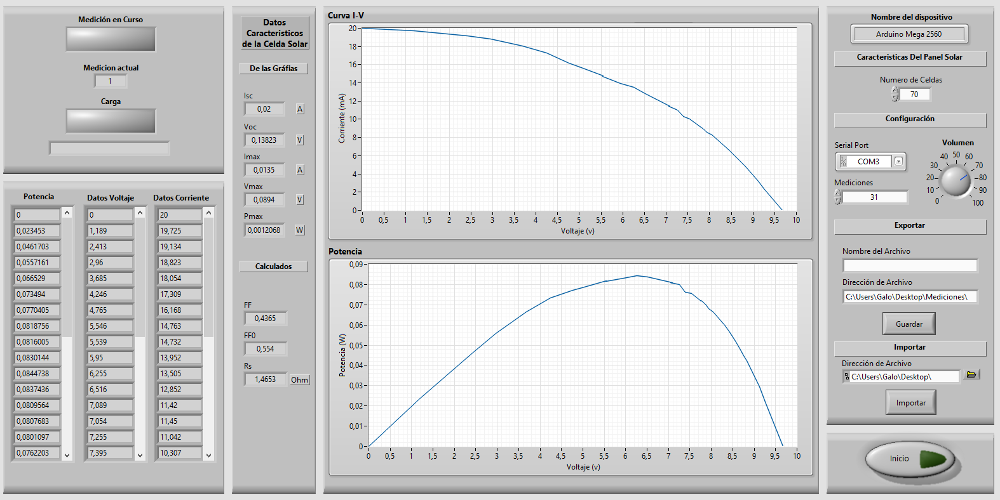 Medición en Curso
Medicion actual
1
Carga
Potencia
Datos Voltaje
Datos Corriente
0
0
20
0,023453
1,189
19,725
0,0461703
2,413
19,134
0,0557161
2,96
18,823
0,066529
3,685
18,054
0,073494
4,246
17,309
0,0770405
4,765
16,168
0,0818756
5,546
14,763
0,0816005
5,539
14,732
0,0830144
5,95
13,952
0,0844738
6,255
13,505
0,0837436
6,516
12,852
0,0809564
7,089
11,42
0,0807683
7,054
11,45
0,0801097
7,255
11,042
0,0762203
7,395
10,307
Datos
Caracteristicos
de la Celda Solar
De las Gráfias
Isc
0,02 A
Voc
0,13823 V
Imax
0,0135 A
Vmax
0,0894 V
Pmax
0,0012068 W
Calculados
FF
0,4365
FF0
0,554
Rs
1,4653 Ohm
Curva I-V
Corriente (mA)
20
18
16
14
12
10
8
6
4
2
0
0 0,5 1 1,5 2 2,5 3 3,5 4 4,5 5 5,5 6 6,5 7 7,5 8 8,5 9 9,5 10
Voltaje (v)
Potencia
Potencia (W)
0,09
0,08
0,07
0,06
0,05
0,04
0,03
0,02
0,01
0
0 0,5 1 1,5 2 2,5 3 3,5 4 4,5 5 5,5 6 6,5 7 7,5 8 8,5 9 9,5 10
Voltaje (v)
Nombre del dispositivo
Arduino Mega 2560
Caracteristicas Del Panel Solar
Numero de Celdas
70
Configuración
Serial Port
COM3
Mediciones
31
Volumen
0 10 20 30 40 50 60 70 80 90 100
Exportar
Nombre del Archivo
Dirección de Archivo
C:\Users\Galo\Desktop\Mediciones\
Guardar
Importar
Dirección de Archivo
C:\Users\Galo\Desktop\
Importar
Inicio